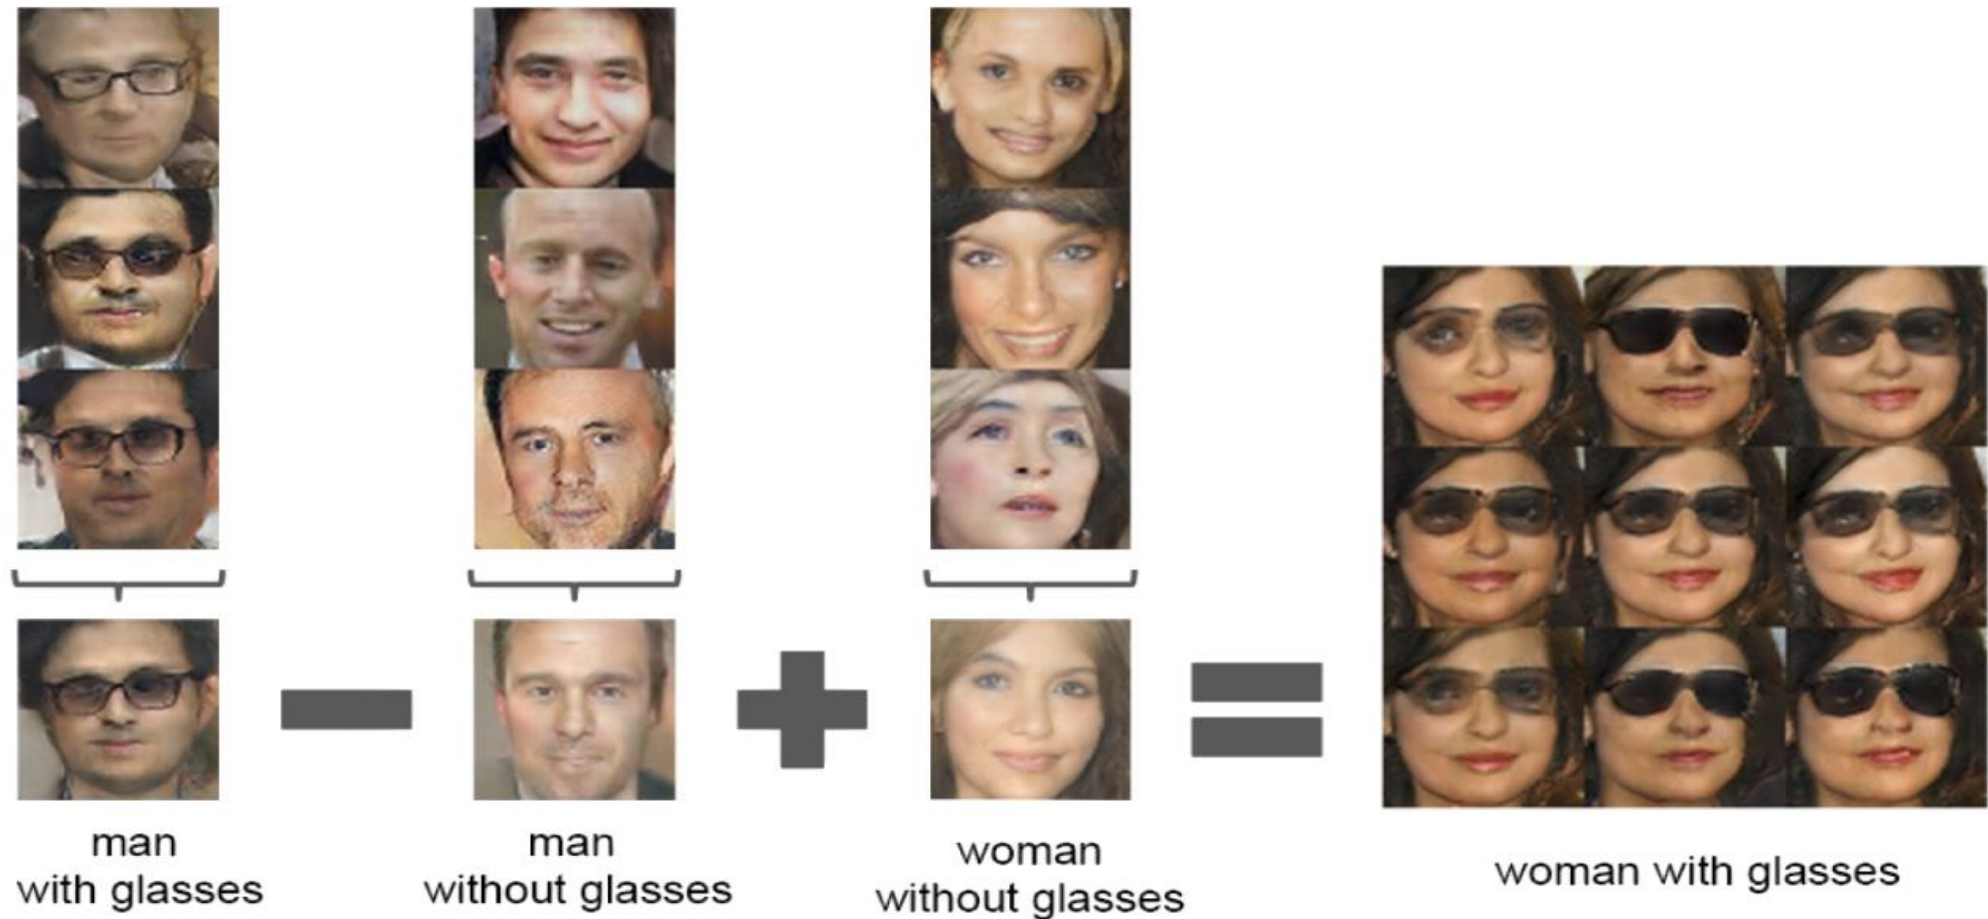 man
with glasses
man
without glasses
woman
without glasses
woman with glasses